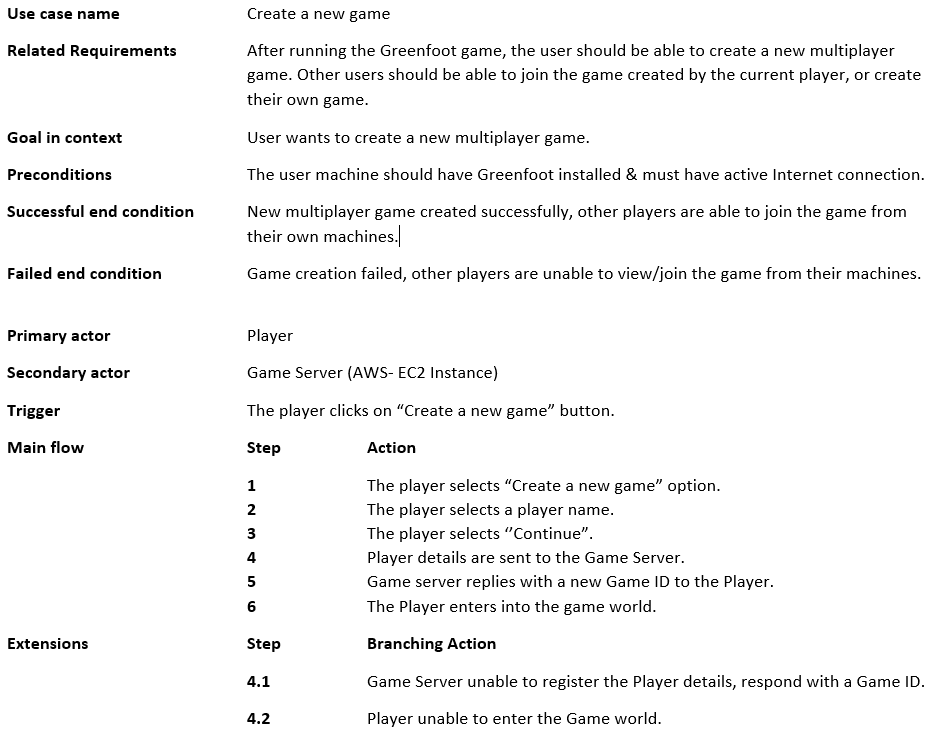 Use case name Create a new game
Related Requirements After running the Greenfoot game, the user should be able to create a new multiplayer
game. Other users should be able to join the game created by the current player, or create
their own game.
Goal in context User wants to create a new multiplayer game.
Preconditions The user machine should have Greenfoot installed & must have active Internet connection.
Successful end condition New multiplayer game created successfully, other players are able to join the game from
their own machines.
Failed end condition Game creation failed, other players are unable to view/join the game from their machines.
Primary actor Player
Secondary actor Game Server (AWS- EC2 Instance)
Trigger The player clicks on “Create a new game” button.
Main flow Step Action
1 The player selects “Create a new game” option.
2 The player selects a player name.
3 The player selects ‘’Continue”.
4 Player details are sent to the Game Server.
5 Game server replies with a new Game ID to the Player.
6 The Player enters into the game world.
Extensions Step Branching Action
4.1 Game Server unable to register the Player details, respond with a Game ID.
4.2 Player unable to enter the Game world.